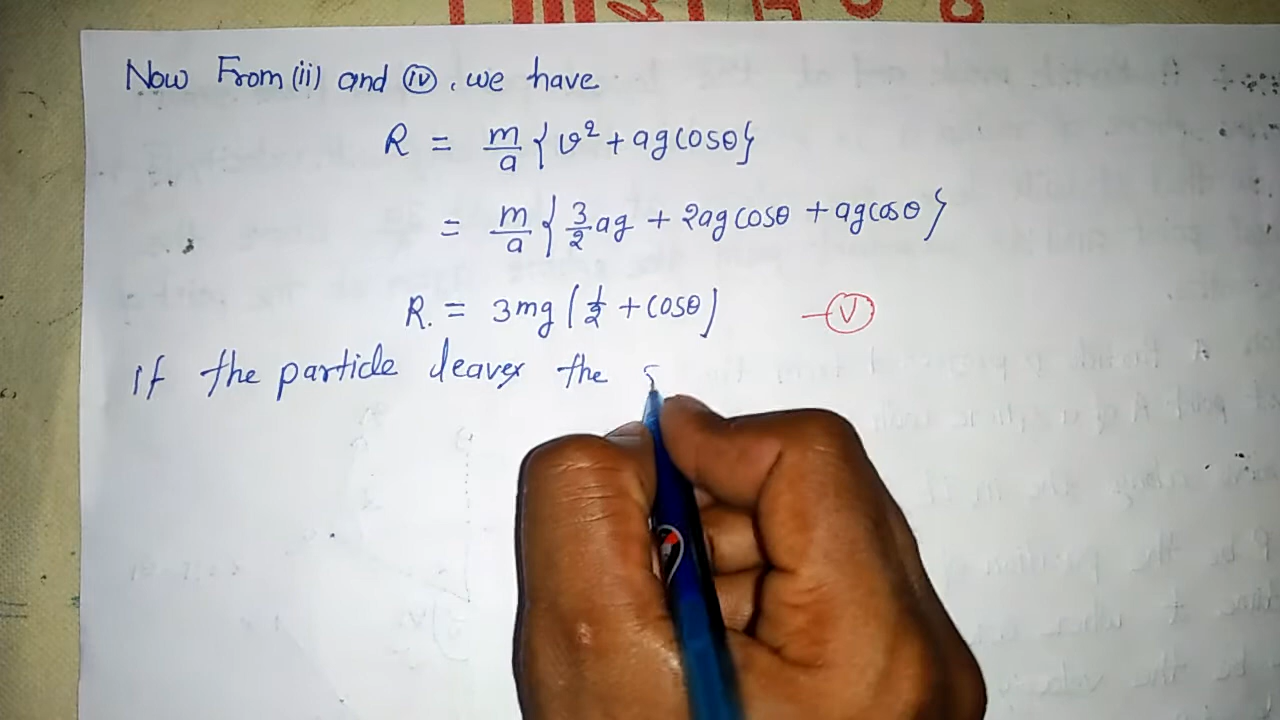 Now From (ii) and (iv), we have
R = m/a {v² + ag cosθ}
= m/a {3/2 ag + 2ag cosθ + ag cosθ}
R. = 3mg (1/2 + cosθ) — (V)
if the particle leaves the s